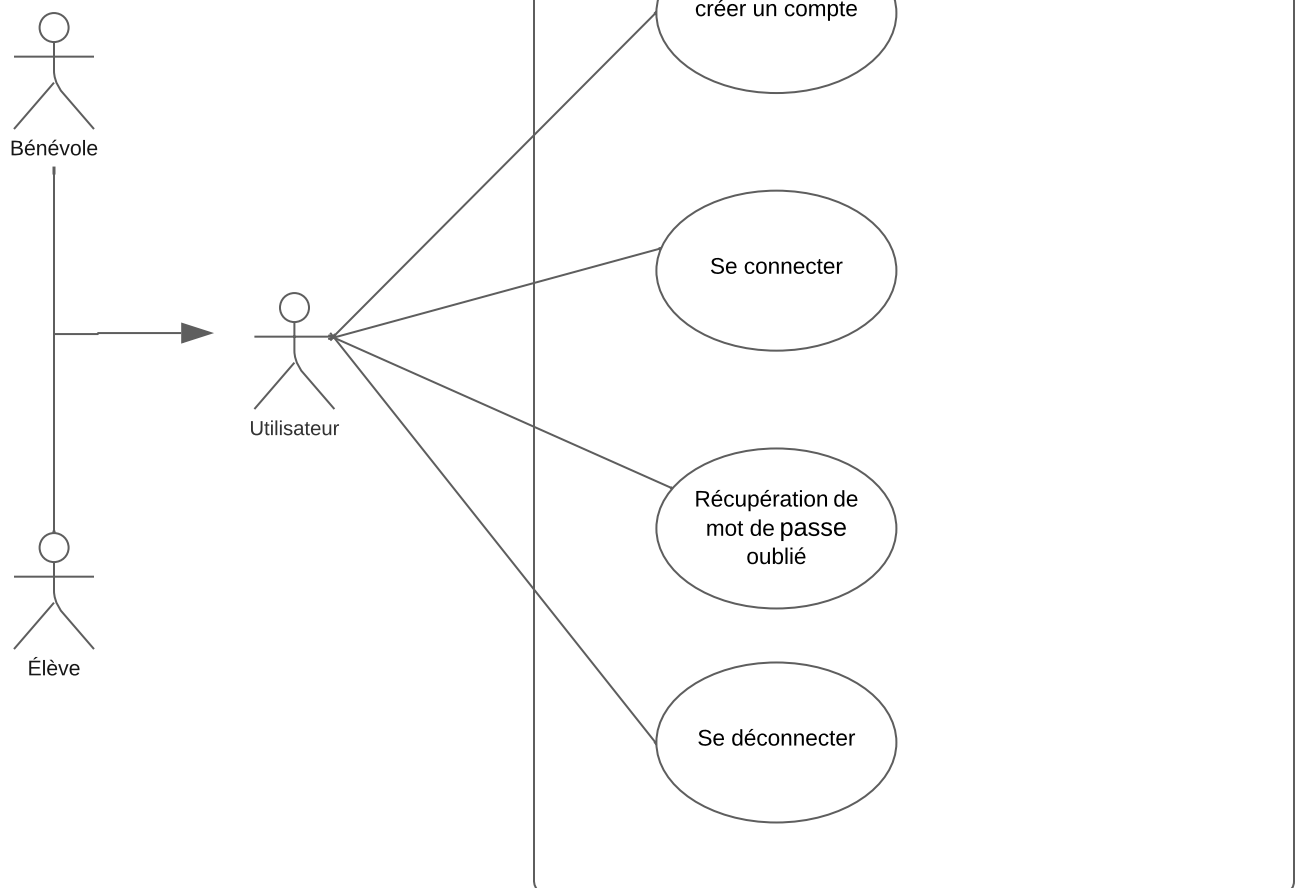 créer un compte
Bénévole
Se connecter
Utilisateur
Récupération de
mot de passe
oublié
Élève
Se déconnecter